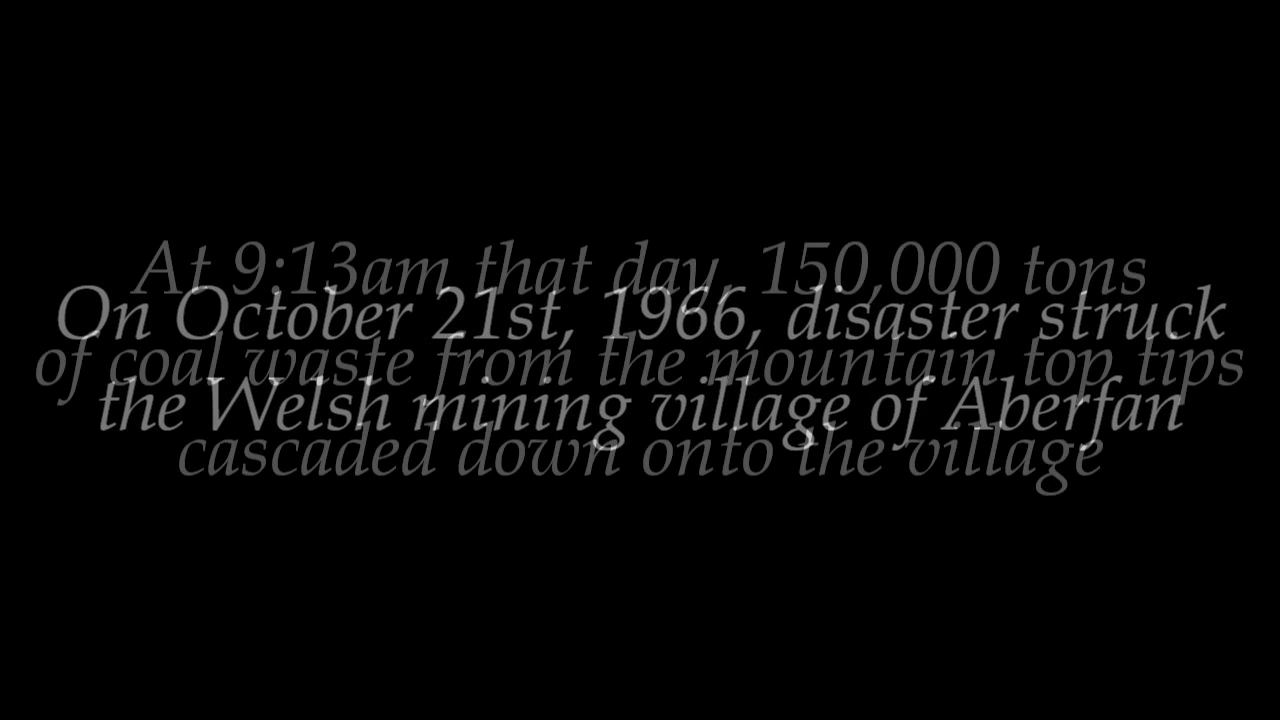 At 9:13am that day, 150,000 tons
On October 21st, 1966, disaster struck
of coal waste from the mountain top tips
the Welsh mining village of Aberfan
cascaded down onto the village